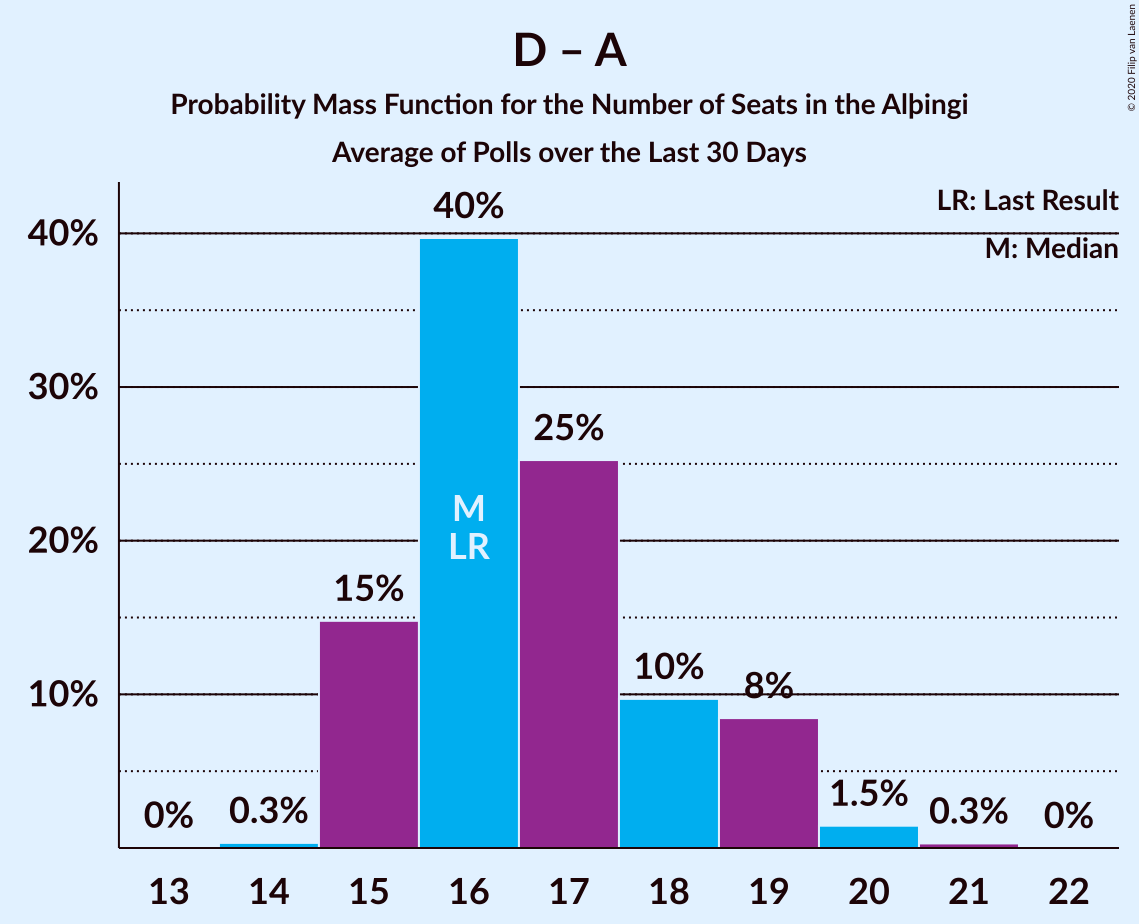 D – A
Probability Mass Function for the Number of Seats in the Alþingi
Average of Polls over the Last 30 Days
© 2020 Filip van Laenen
LR: Last Result
M: Median
40%
30%
20%
10%
0%
0.3%
15%
40%
25%
10%
8%
1.5%
0.3%
0%
M
LR
13 14 15 16 17 18 19 20 21 22